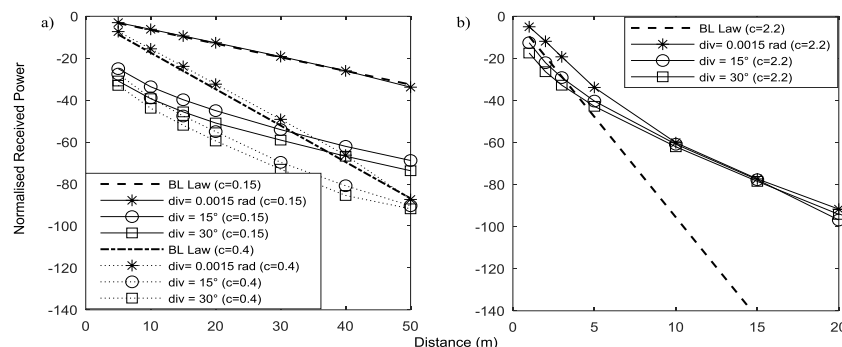 a)
Normalised Received Power
0
-20
-40
-60
-80
-100
-120
-140
BL Law (c=0.15)
div= 0.0015 rad (c=0.15)
div = 15° (c=0.15)
div = 30° (c=0.15)
BL Law (c=0.4)
div= 0.0015 rad (c=0.4)
div = 15° (c=0.4)
div = 30° (c=0.4)
0 10 20 30 40 50
b)
0
-20
-40
-60
-80
-100
-120
-140
BL Law (c=2.2)
div= 0.0015 rad (c=2.2)
div = 15° (c=2.2)
div = 30° (c=2.2)
0 5 10 15 20
Distance (m)